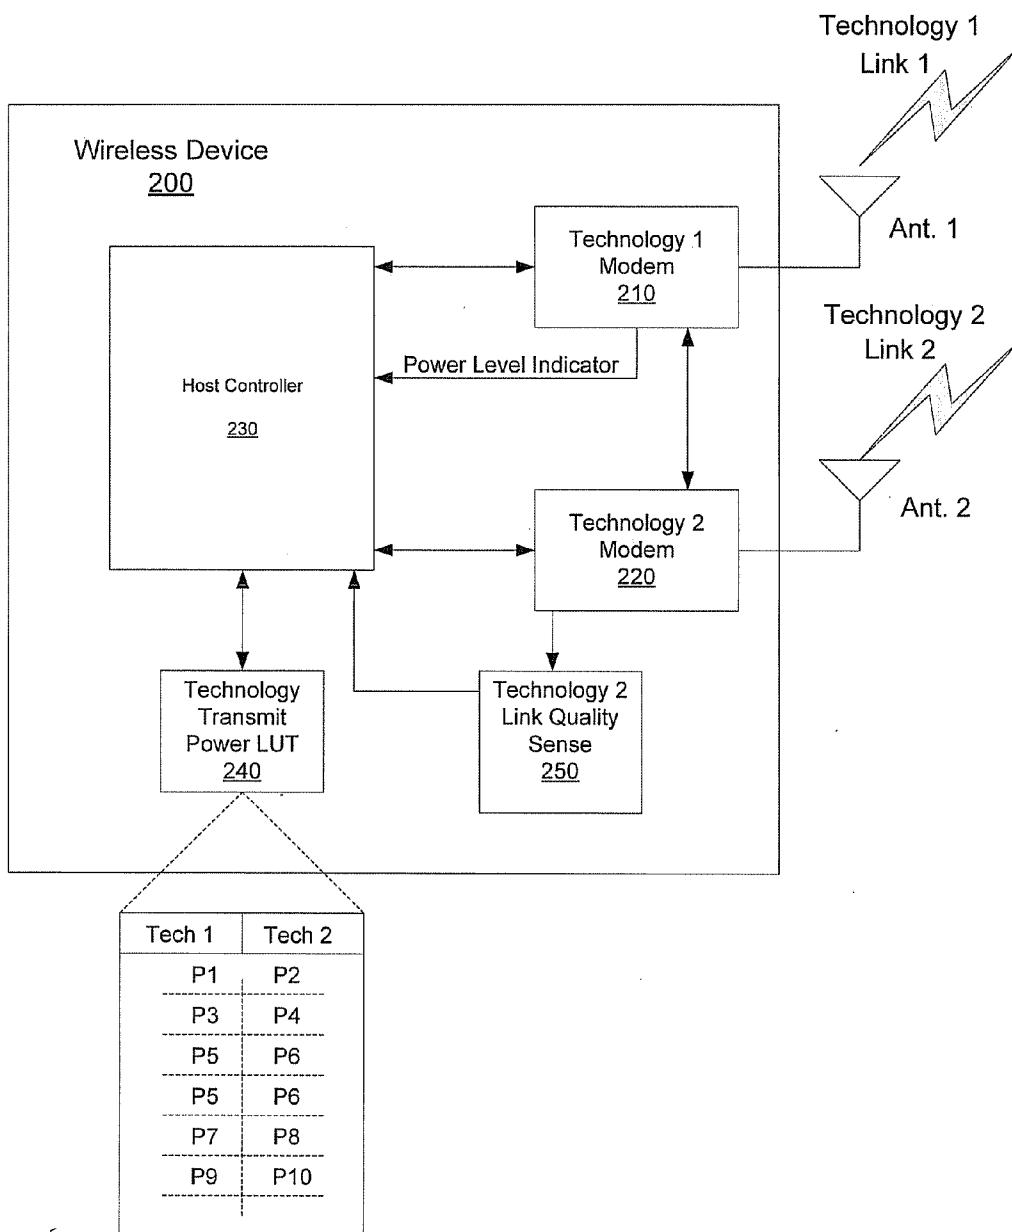 Technology 1
Link 1
Wireless Device
200
Technology 1
Modem
210
Ant. 1
Technology 2
Link 2
Power Level Indicator
Host Controller
230
Technology 2
Modem
220
Ant. 2
Technology
Transmit
Power LUT
240
Technology 2
Link Quality
Sense
250
Tech 1 Tech 2
P1 P2
P3 P4
P5 P6
P5 P6
P7 P8
P9 P10